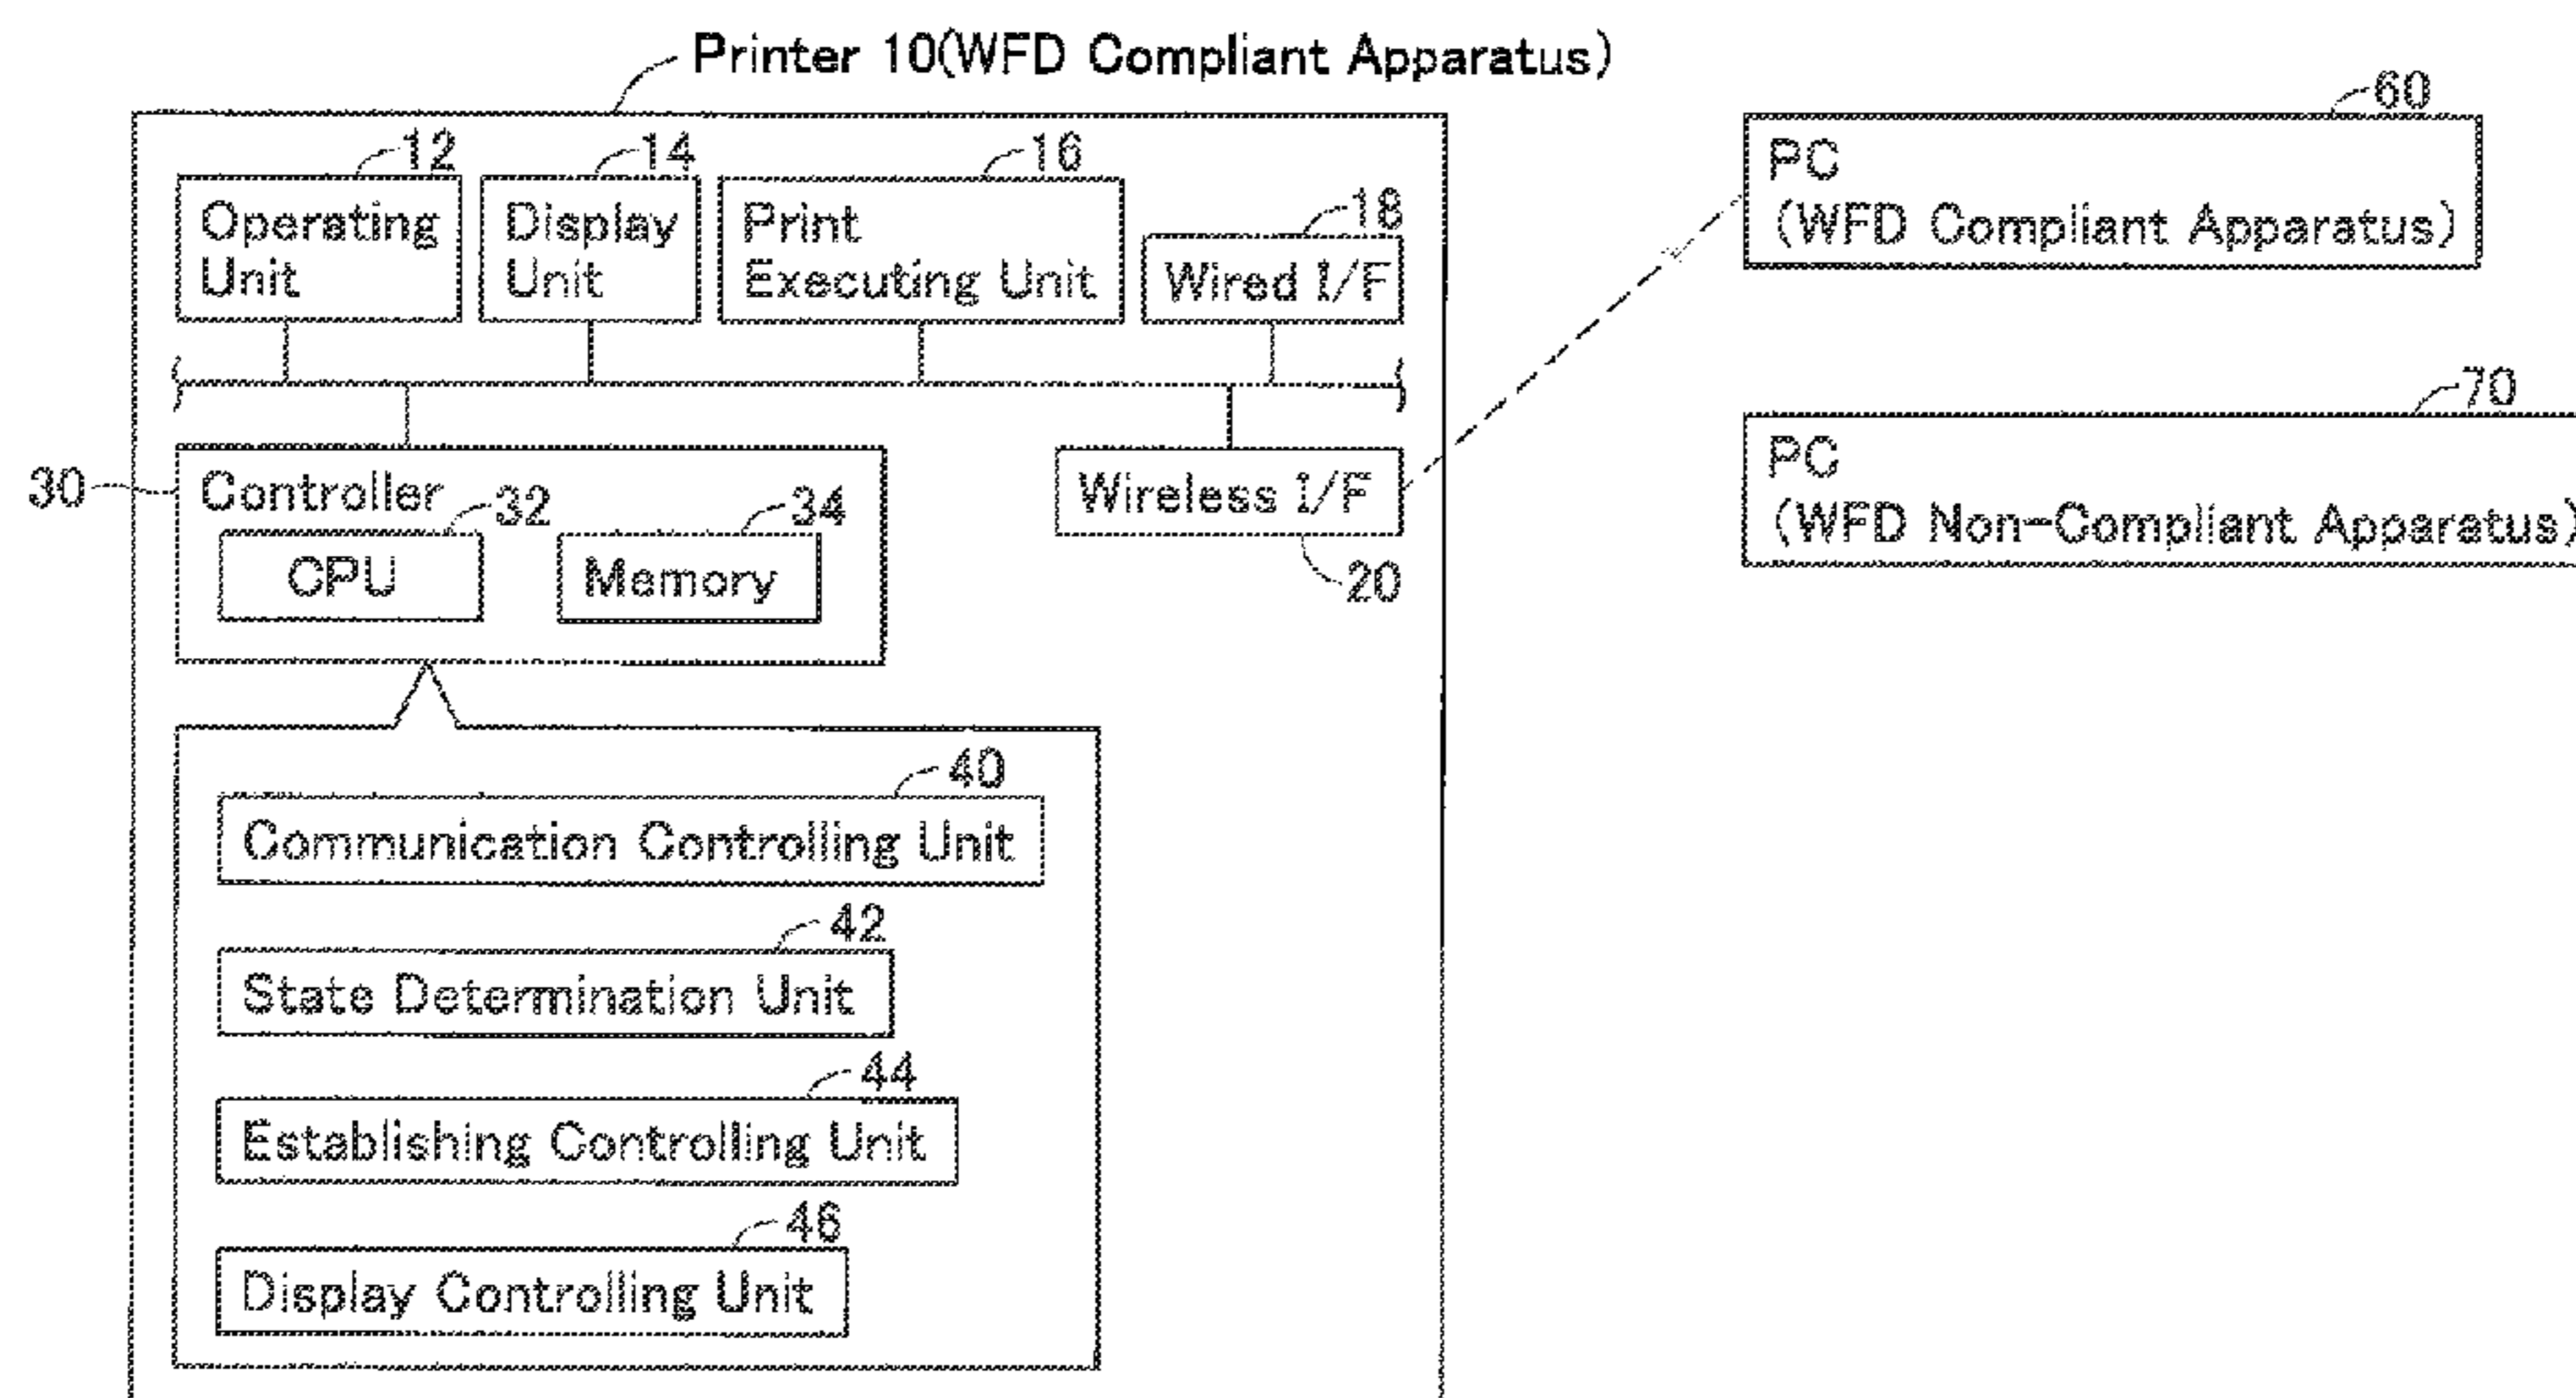 Printer 10(WFD Compliant Apparatus)
12
14
16
18
Operating
Unit
Display
Unit
Print
Executing Unit
Wired I/F
60
PC
(WFD Compliant Apparatus)
70
PC
(WFD Non-Compliant Apparatus)
30
Controller
32
34
CPU
Memory
Wireless I/F
20
40
Communication Controlling Unit
42
State Determination Unit
44
Establishing Controlling Unit
46
Display Controlling Unit